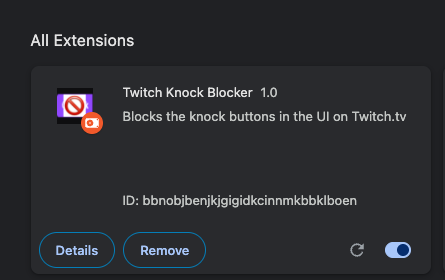 All Extensions
Twitch Knock Blocker 1.0
Blocks the knock buttons in the UI on Twitch.tv
ID: bbnobjbenjkjgigidkcinnmkbbklboen
Details Remove